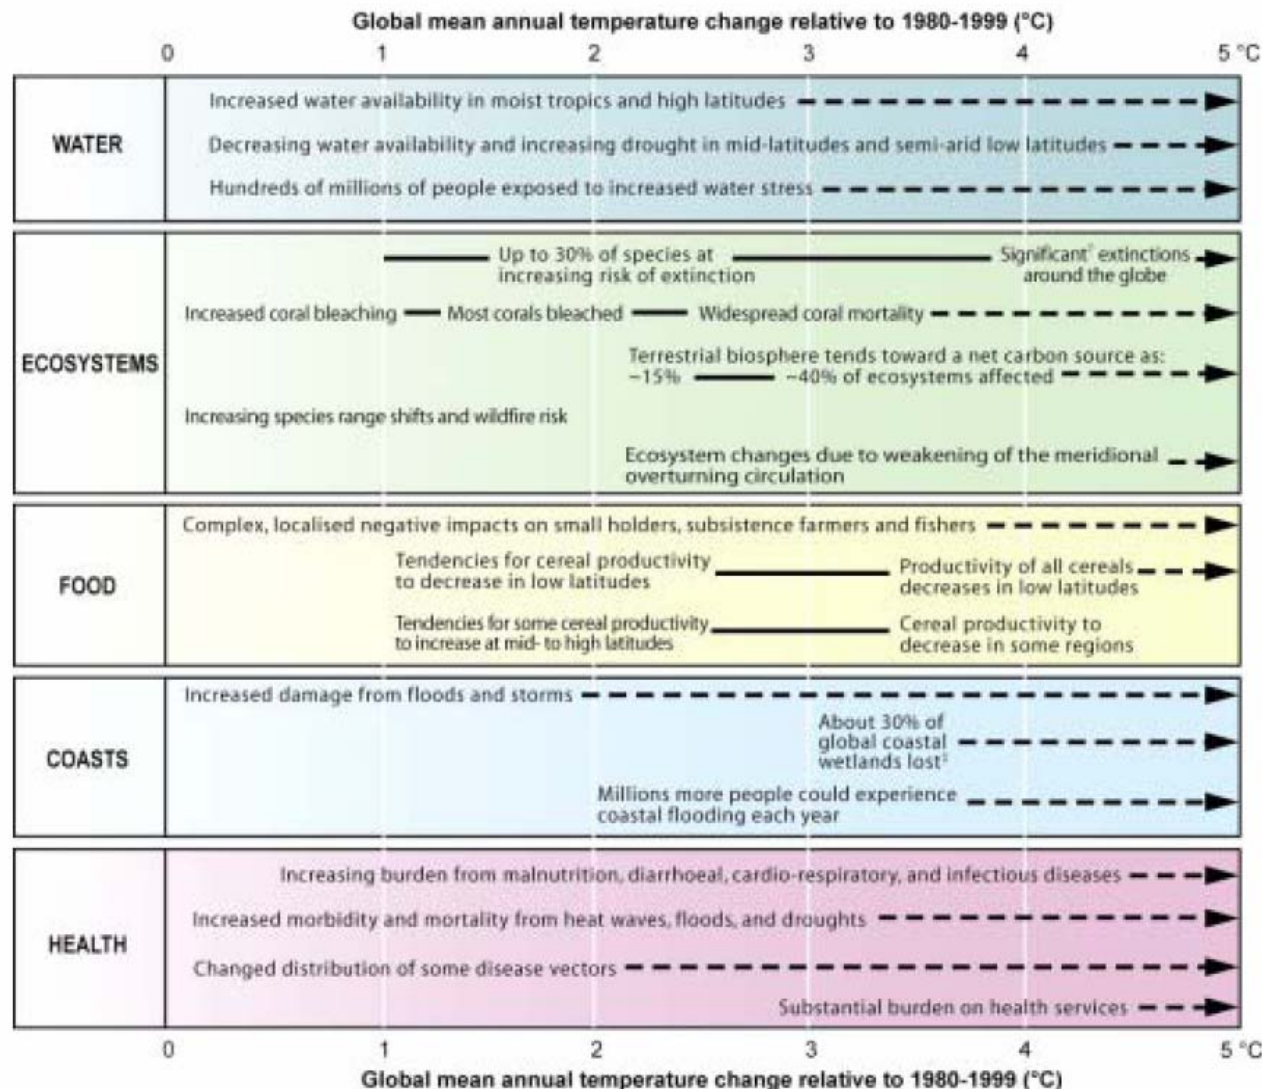 Global mean annual temperature change relative to 1980-1999 (°C)
0 1 2 3 4 5 °C
WATER
Increased water availability in moist tropics and high latitudes
Decreasing water availability and increasing drought in mid-latitudes and semi-arid low latitudes
Hundreds of millions of people exposed to increased water stress
ECOSYSTEMS
Up to 30% of species at
increasing risk of extinction
Significant† extinctions
around the globe
Increased coral bleaching Most corals bleached Widespread coral mortality
Terrestrial biosphere tends toward a net carbon source as:
~15% ~40% of ecosystems affected
Increasing species range shifts and wildfire risk
Ecosystem changes due to weakening of the meridional
overturning circulation
FOOD
Complex, localised negative impacts on small holders, subsistence farmers and fishers
Tendencies for cereal productivity
to decrease in low latitudes
Productivity of all cereals
decreases in low latitudes
Tendencies for some cereal productivity
to increase at mid- to high latitudes
Cereal productivity to
decrease in some regions
COASTS
Increased damage from floods and storms
About 30% of
global coastal
wetlands lost‡
Millions more people could experience
coastal flooding each year
HEALTH
Increasing burden from malnutrition, diarrhoeal, cardio-respiratory, and infectious diseases
Increased morbidity and mortality from heat waves, floods, and droughts
Changed distribution of some disease vectors
Substantial burden on health services
0 1 2 3 4 5 °C
Global mean annual temperature change relative to 1980-1999 (°C)